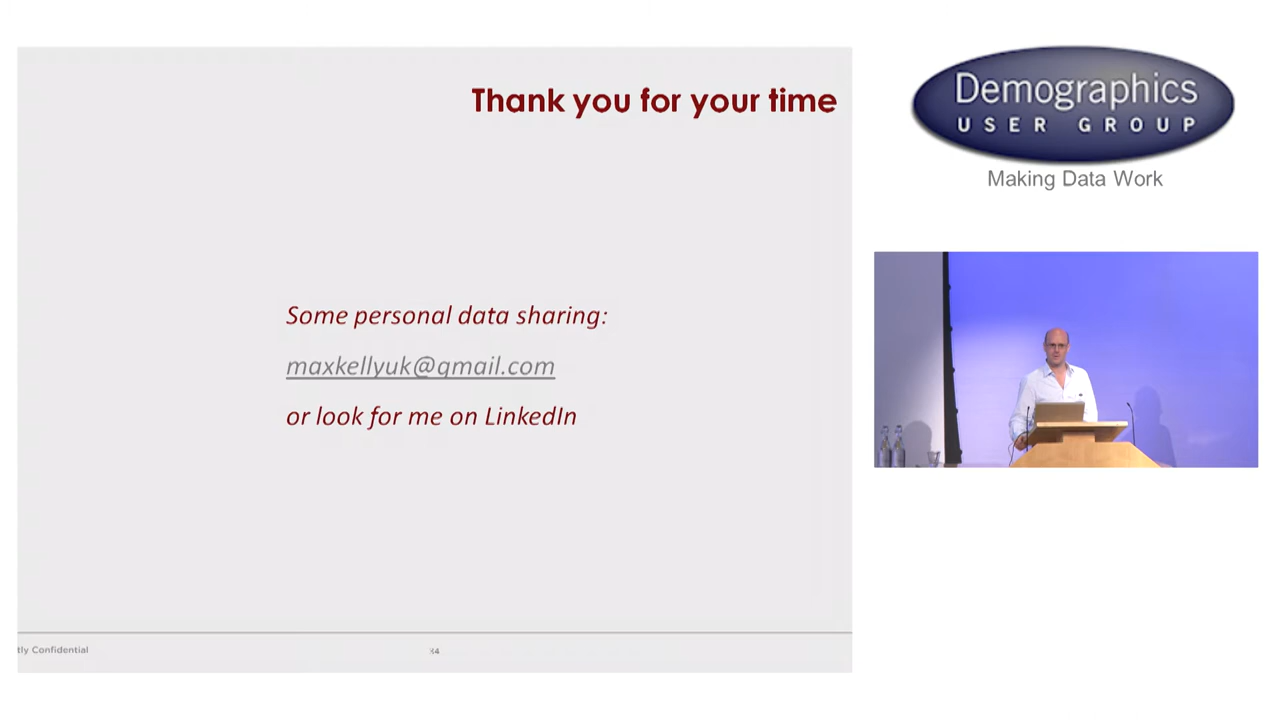 Thank you for your time
Some personal data sharing:
maxkellyuk@gmail.com
or look for me on LinkedIn
tly Confidential
34
Demographics
USER GROUP
Making Data Work